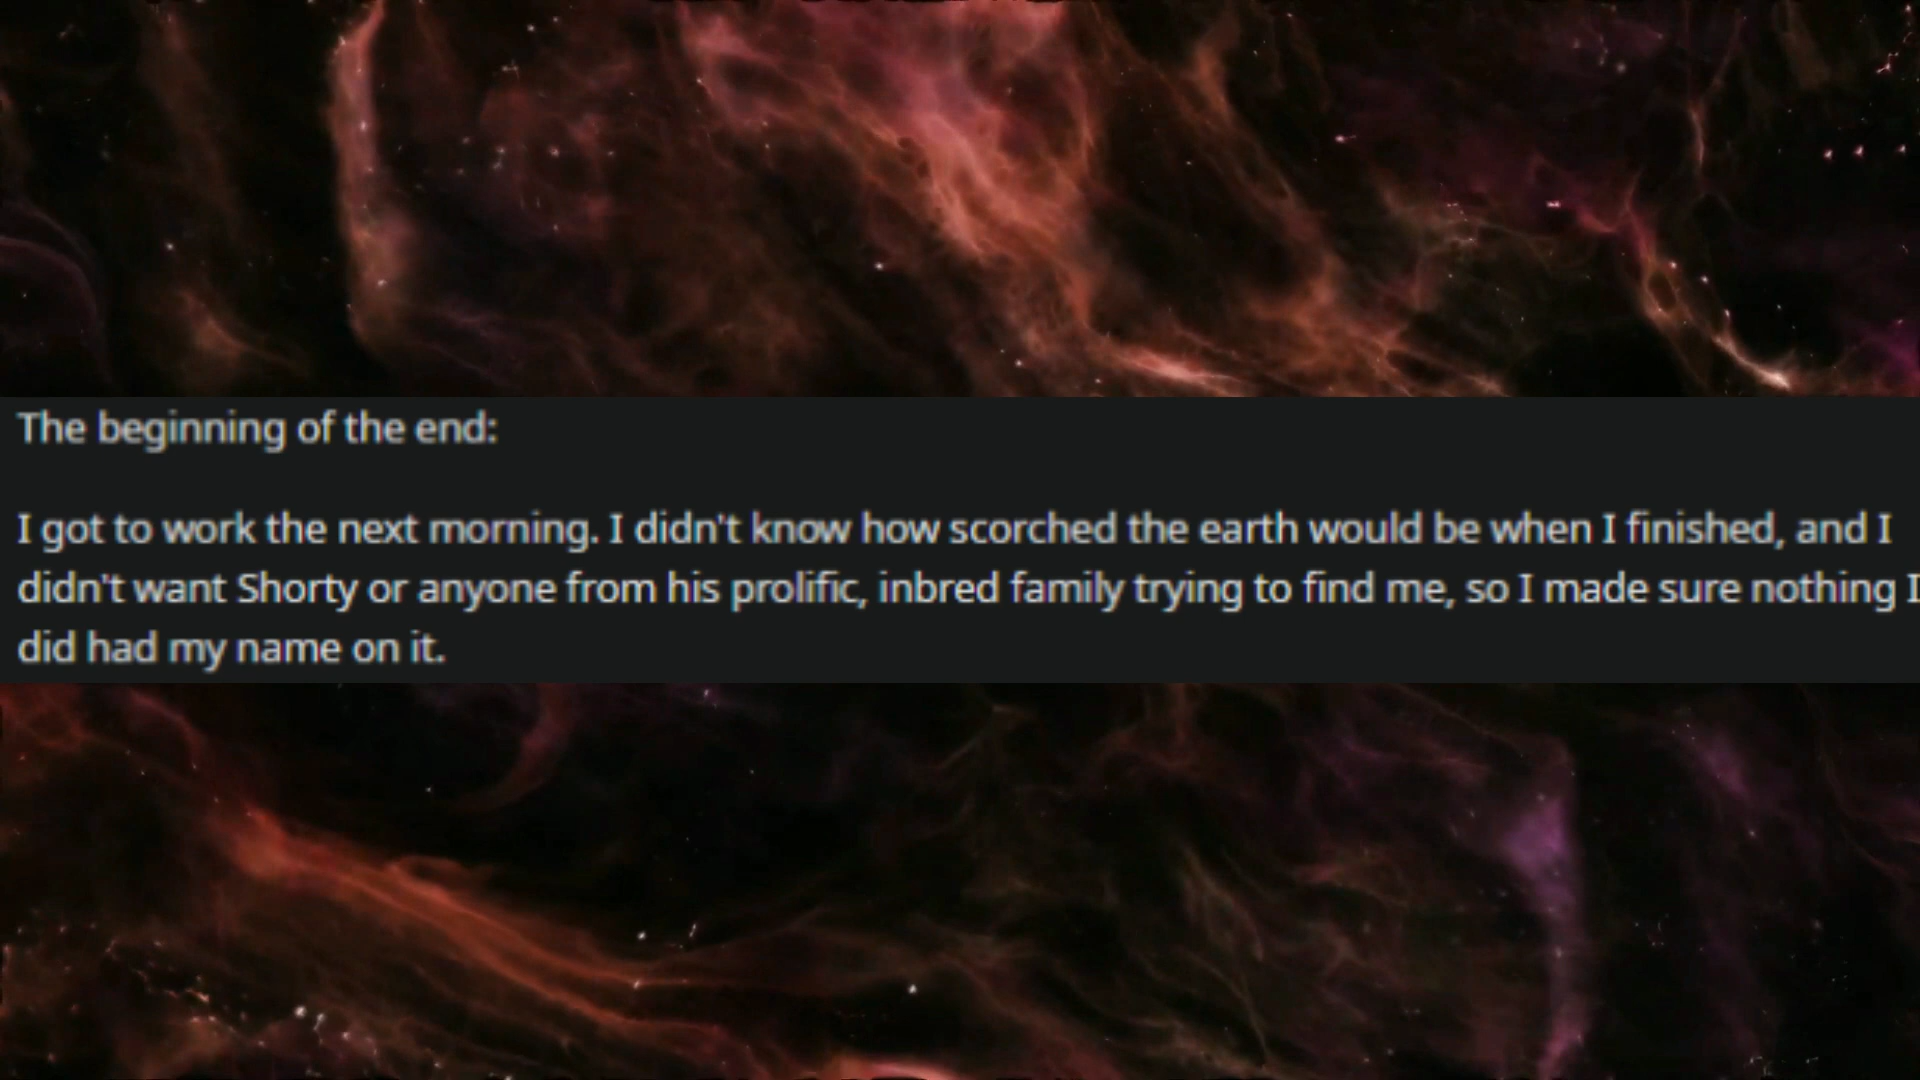 The beginning of the end:
I got to work the next morning. I didn't know how scorched the earth would be when I finished, and I
didn't want Shorty or anyone from his prolific, inbred family trying to find me, so I made sure nothing I
did had my name on it.